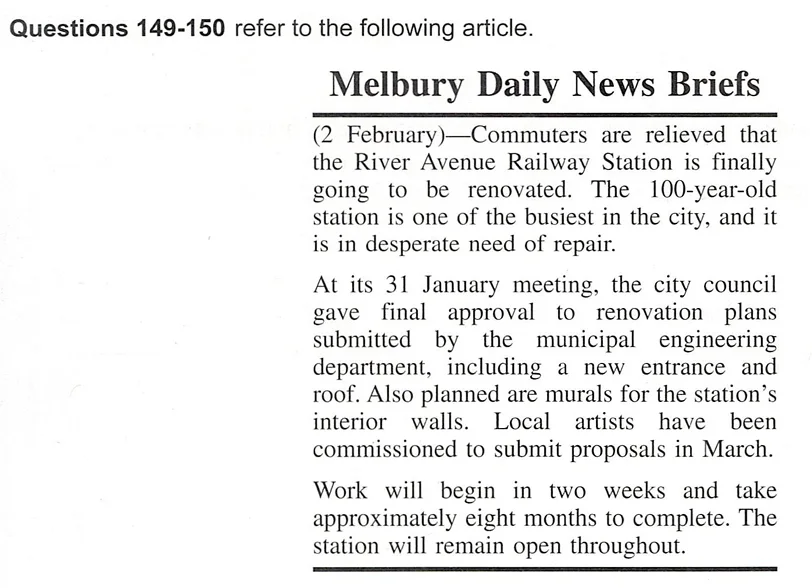 Questions 149-150 refer to the following article.
Melbury Daily News Briefs
(2 February)—Commuters are relieved that
the River Avenue Railway Station is finally
going to be renovated. The 100-year-old
station is one of the busiest in the city, and it
is in desperate need of repair.
At its 31 January meeting, the city council
gave final approval to renovation plans
submitted by the municipal engineering
department, including a new entrance and
roof. Also planned are murals for the station's
interior walls. Local artists have been
commissioned to submit proposals in March.
Work will begin in two weeks and take
approximately eight months to complete. The
station will remain open throughout.